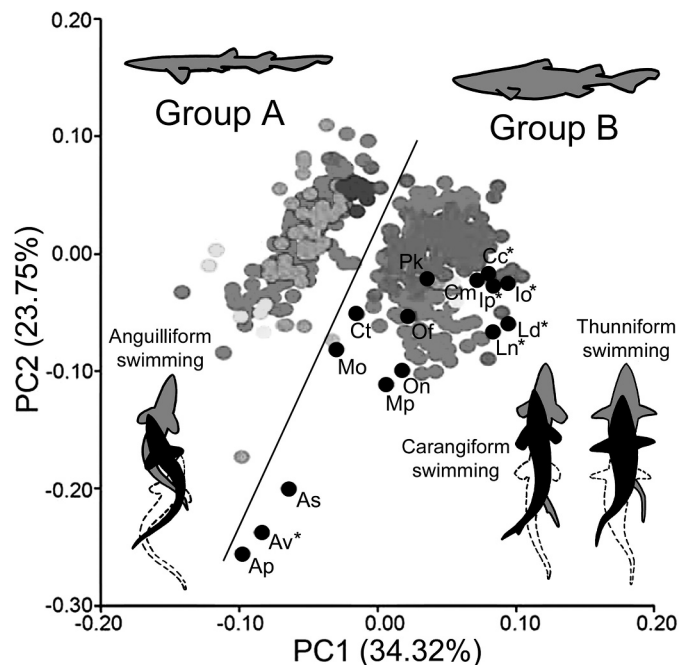 0.20
Group A
Group B
0.10
0.00
Pk
Cc*
Cm
Ip*
Io*
Ct
Of
Ld*
Ln*
Anguilliform
swimming
Thunniform
swimming
Mo
-0.10
On
Mp
Carangiform
swimming
-0.20
As
Av*
Ap
-0.30
-0.20
-0.10
0.00
0.10
0.20
PC2 (23.75%)
PC1 (34.32%)